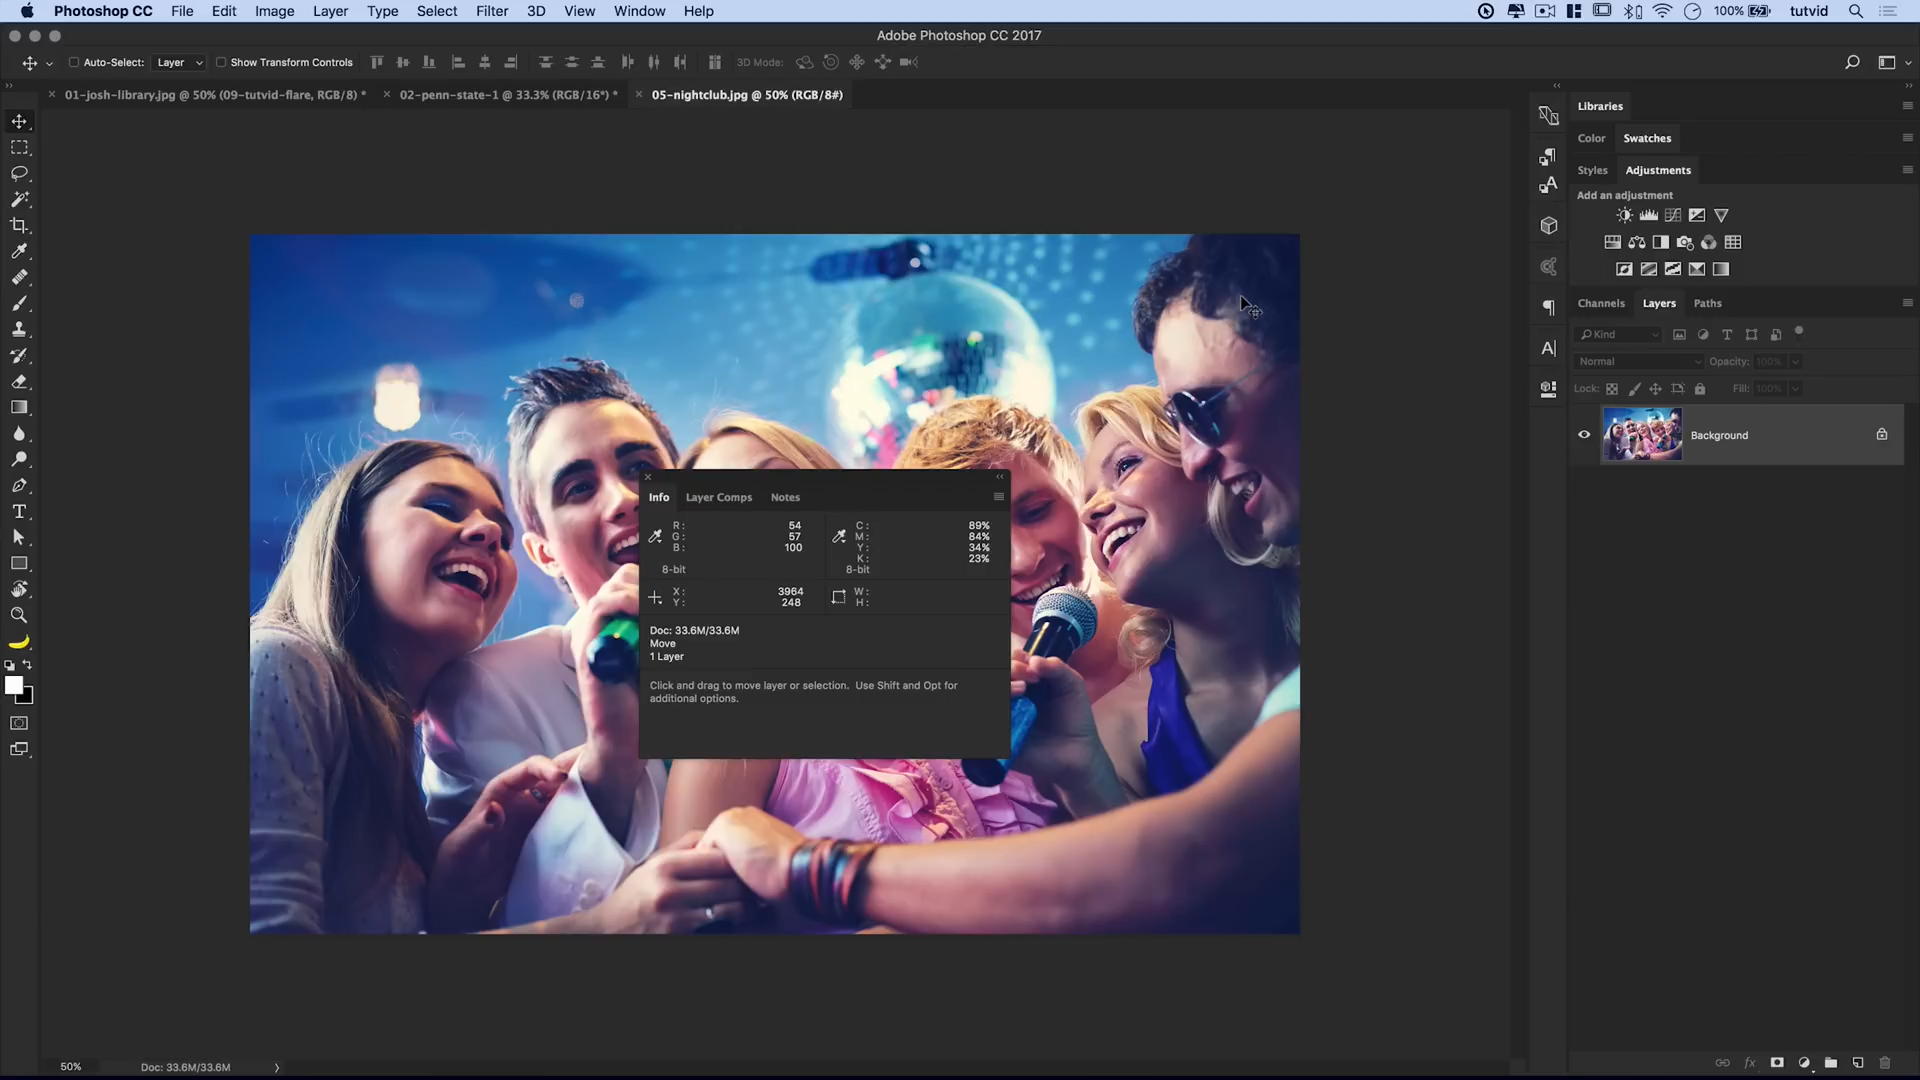 Photoshop CC File Edit Image Layer Type Select Filter 3D View Window Help 100% tutvid
Adobe Photoshop CC 2017
Auto-Select: Layer Show Transform Controls 3D Mode:
01-josh-library.jpg @ 50% (09-tutvid-flare, RGB/8) * 02-penn-state-1 @ 33.3% (RGB/16*) * 05-nightclub.jpg @ 50% (RGB/8#)
Libraries
Color Swatches
Styles Adjustments
Add an adjustment
Channels Layers Paths
Kind
Normal Opacity: 100%
Lock: Fill: 100%
Background
Info Layer Comps Notes
R: 54 C: 89%
G: 57 M: 84%
B: 100 Y: 34%
K: 23%
8-bit 8-bit
X: 3964 W:
Y: 248 H:
Doc: 33.6M/33.6M
Move
1 Layer
Click and drag to move layer or selection. Use Shift and Opt for
additional options.
50% Doc: 33.6M/33.6M